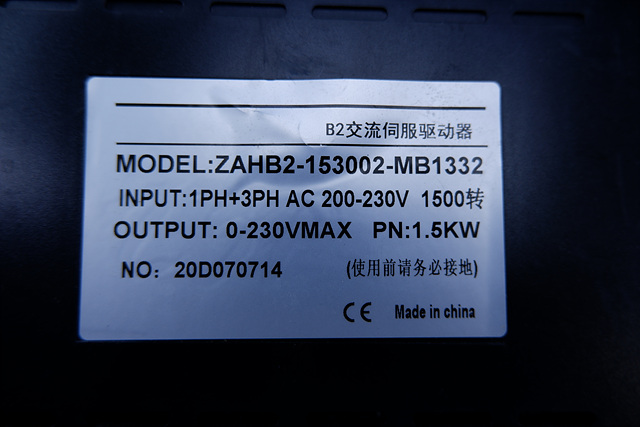 B2交流伺服驱动器
MODEL:ZAHB2-153002-MB1332
INPUT:1PH+3PH AC 200-230V 1500转
OUTPUT: 0-230VMAX PN:1.5KW
NO：20D070714 (使用前请务必接地)
CE Made in china